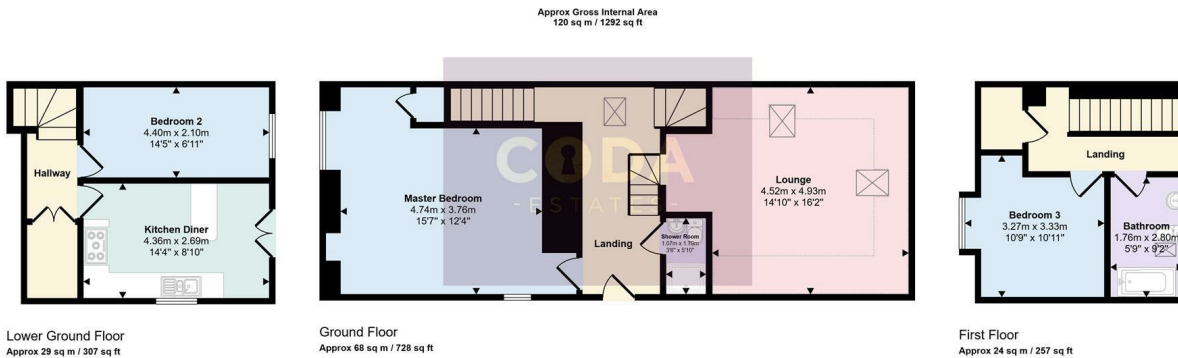 Approx Gross Internal Area
120 sq m / 1292 sq ft
Bedroom 2
4.40m x 2.10m
14'5" x 6'11"
Hallway
Kitchen Diner
4.36m x 2.69m
14'4" x 8'10"
Lower Ground Floor
Approx 29 sq m / 307 sq ft
CODA
- ESTATES -
Master Bedroom
4.74m x 3.76m
15'7" x 12'4"
Landing
Shower Room
1.07m x 1.79m
3'6" x 5'10"
Lounge
4.52m x 4.93m
14'10" x 16'2"
Ground Floor
Approx 68 sq m / 728 sq ft
Landing
Bedroom 3
3.27m x 3.33m
10'9" x 10'11"
Bathroom
1.76m x 2.80m
5'9" x 9'2"
First Floor
Approx 24 sq m / 257 sq ft